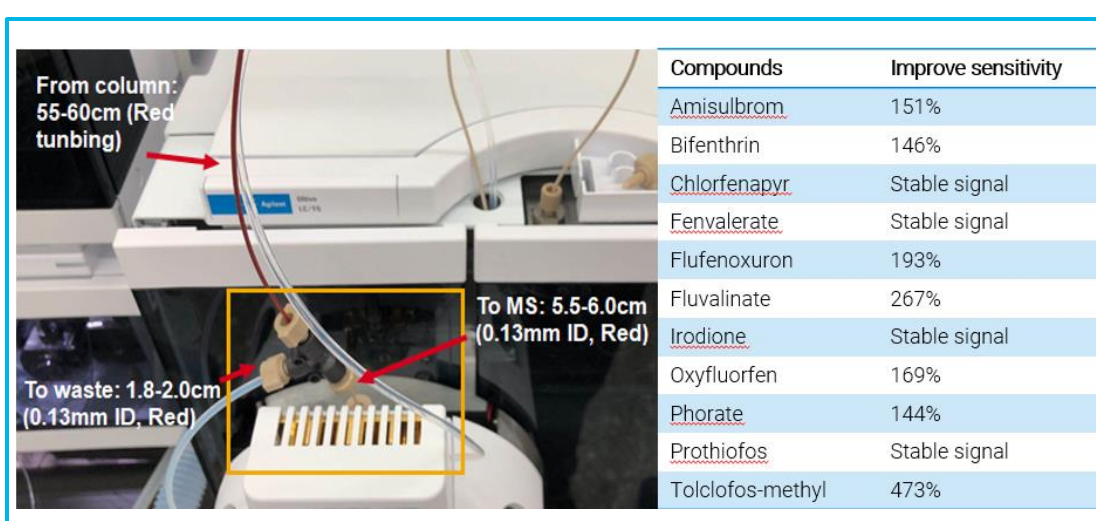 From column:
55-60cm (Red
tunbing)
Agilent
Ultivo
LC/TQ
To MS: 5.5-6.0cm
(0.13mm ID, Red)
To waste: 1.8-2.0cm
(0.13mm ID, Red)
Compounds Improve sensitivity
Amisulbrom 151%
Bifenthrin 146%
Chlorfenapyr Stable signal
Fenvalerate Stable signal
Flufenoxuron 193%
Fluvalinate 267%
Irodione Stable signal
Oxyfluorfen 169%
Phorate 144%
Prothiofos Stable signal
Tolclofos-methyl 473%